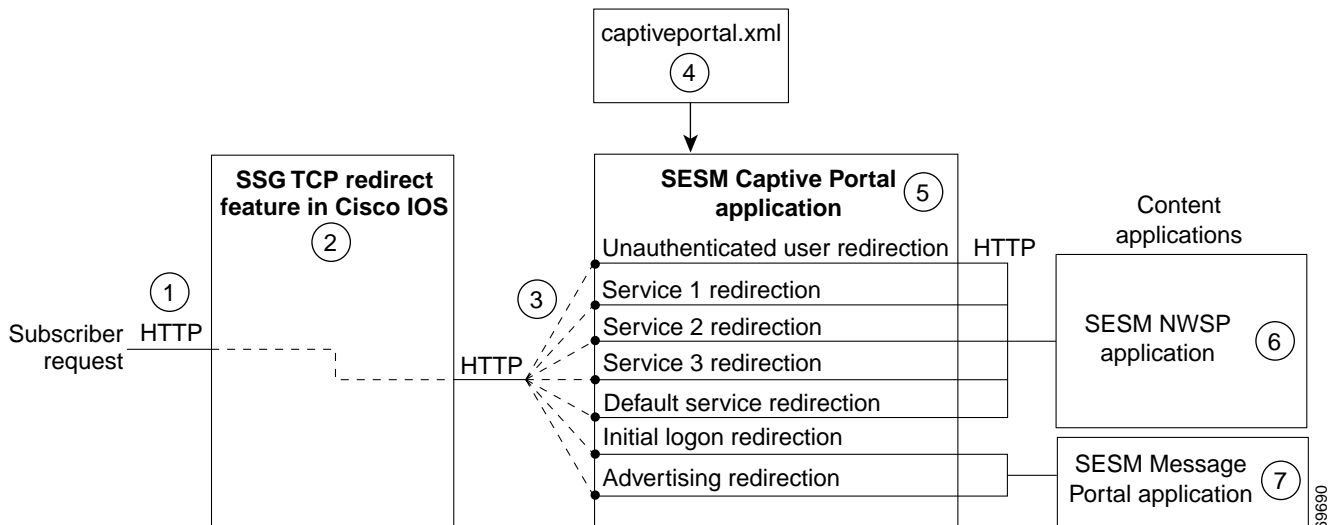 captiveportal.xml
4
SSG TCP redirect
feature in Cisco IOS
2
SESM Captive Portal
application
5
Content
applications
1
HTTP
Subscriber
request
3
HTTP
Unauthenticated user redirection
HTTP
Service 1 redirection
Service 2 redirection
Service 3 redirection
Default service redirection
Initial logon redirection
Advertising redirection
SESM NWSP
application
6
SESM Message
Portal application
7